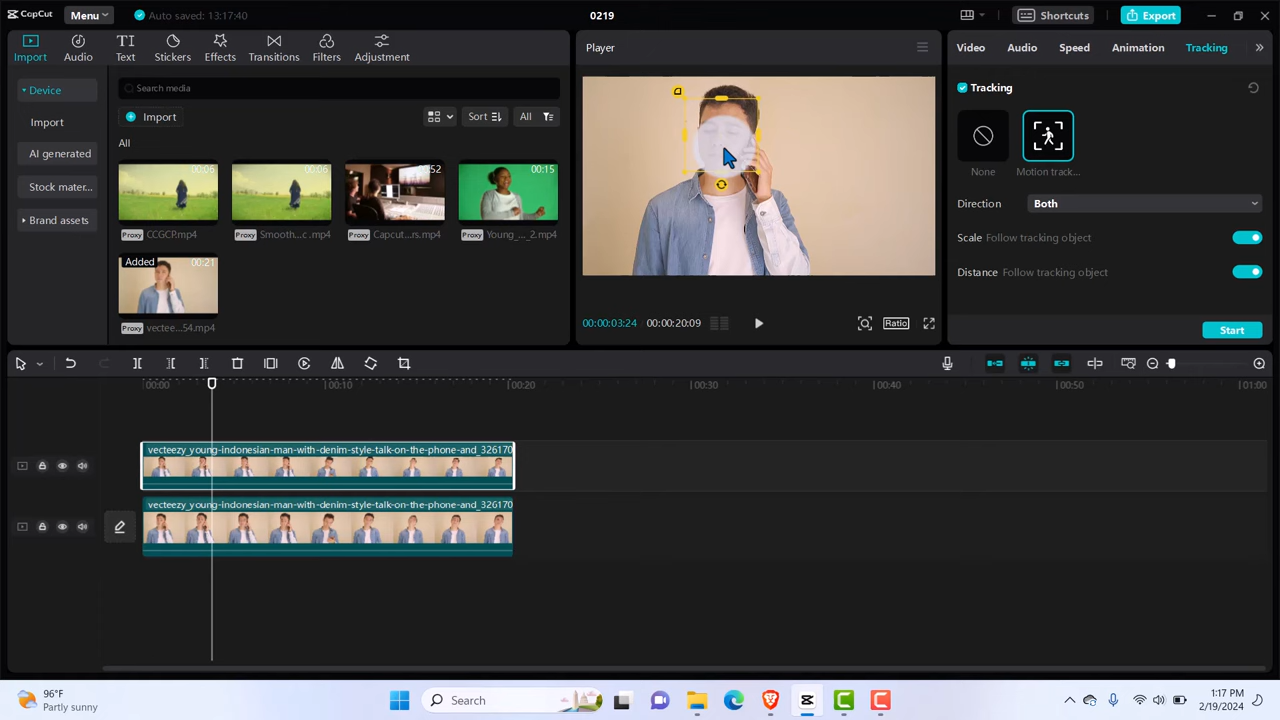 CapCut
Menu
Auto saved: 13:17:40
0219
Shortcuts
Export
Import
Audio
Text
Stickers
Effects
Transitions
Filters
Adjustment
Device
Import
AI generated
Stock mater...
Brand assets
Search media
Import
Sort
All
All
00:06
00:06
00:52
00:15
Proxy CCGCP.mp4
Proxy Smooth...c .mp4
Proxy Capcut...rs.mp4
Proxy Young_..._2.mp4
Added
00:21
Proxy vectee...54.mp4
Player
00:00:03:24
00:00:20:09
Ratio
Video
Audio
Speed
Animation
Tracking
Tracking
None
Motion track...
Direction
Both
Scale Follow tracking object
Distance Follow tracking object
Start
00:00
00:10
00:20
00:30
00:40
00:50
01:00
vecteezy_young-indonesian-man-with-denim-style-talk-on-the-phone-and_326170
vecteezy_young-indonesian-man-with-denim-style-talk-on-the-phone-and_326170
96°F
Partly sunny
Search
1:17 PM
2/19/2024